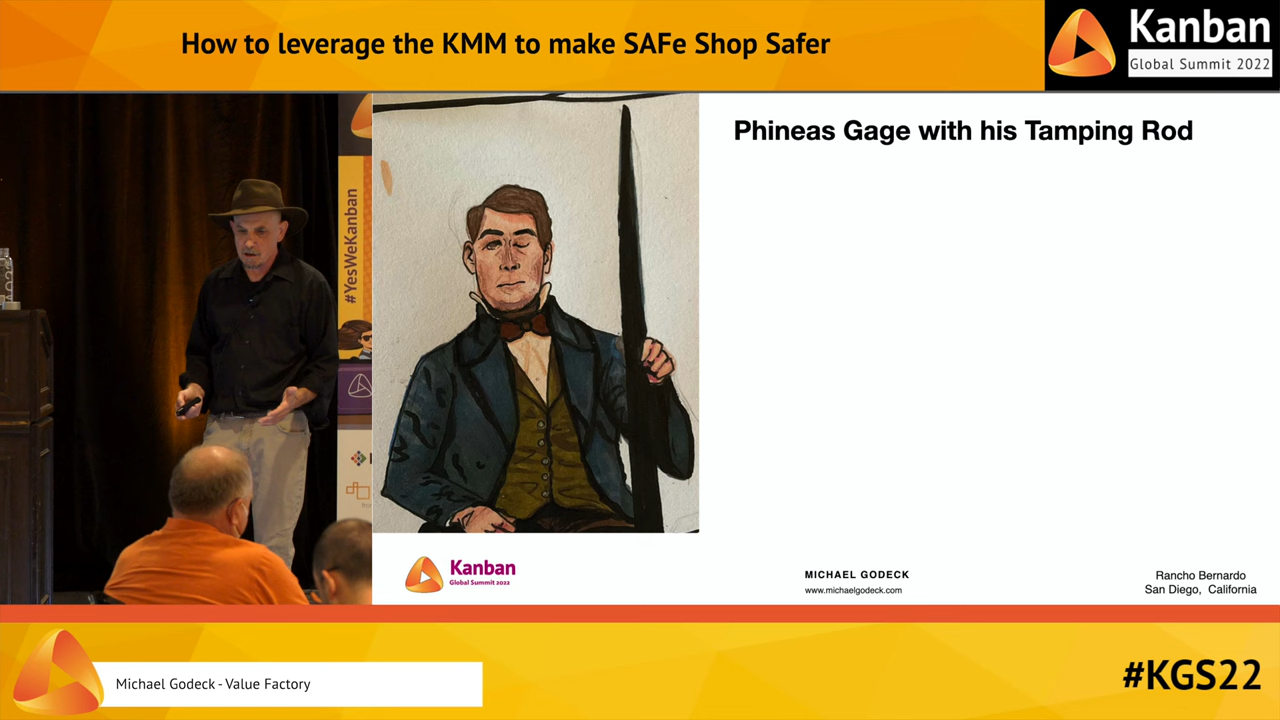 How to leverage the KMM to make SAFe Shop Safer
Kanban
Global Summit 2022
#YesWeKanban
Phineas Gage with his Tamping Rod
Kanban
Global Summit 2022
MICHAEL GODECK
www.michaelgodeck.com
Rancho Bernardo
San Diego, California
Michael Godeck - Value Factory
#KGS22